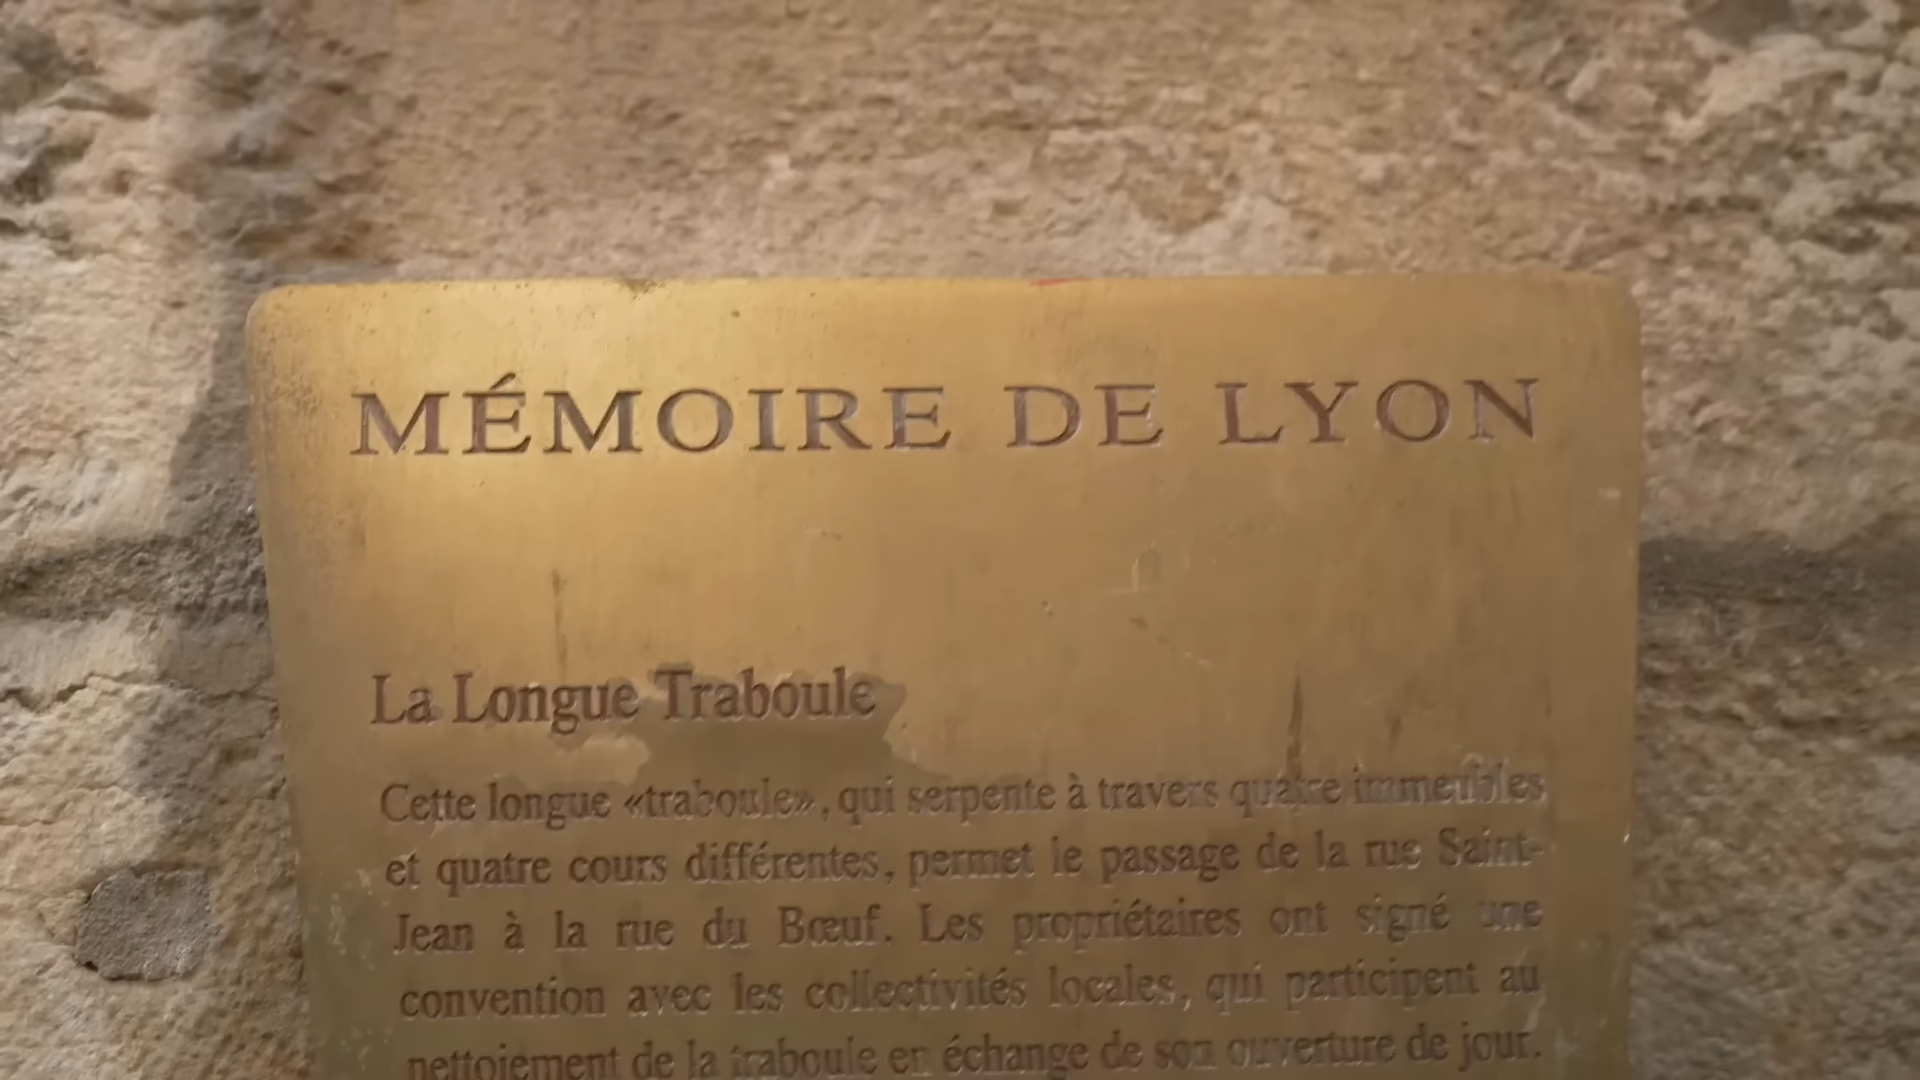 MÉMOIRE DE LYON
La Longue Traboule
Cette longue «traboule», qui serpente à travers quatre immeubles
et quatre cours différentes, permet le passage de la rue Saint-
Jean à la rue du Bœuf. Les propriétaires ont signé une
convention avec les collectivités locales, qui participent au
nettoiement de la traboule en échange de son ouverture de jour.